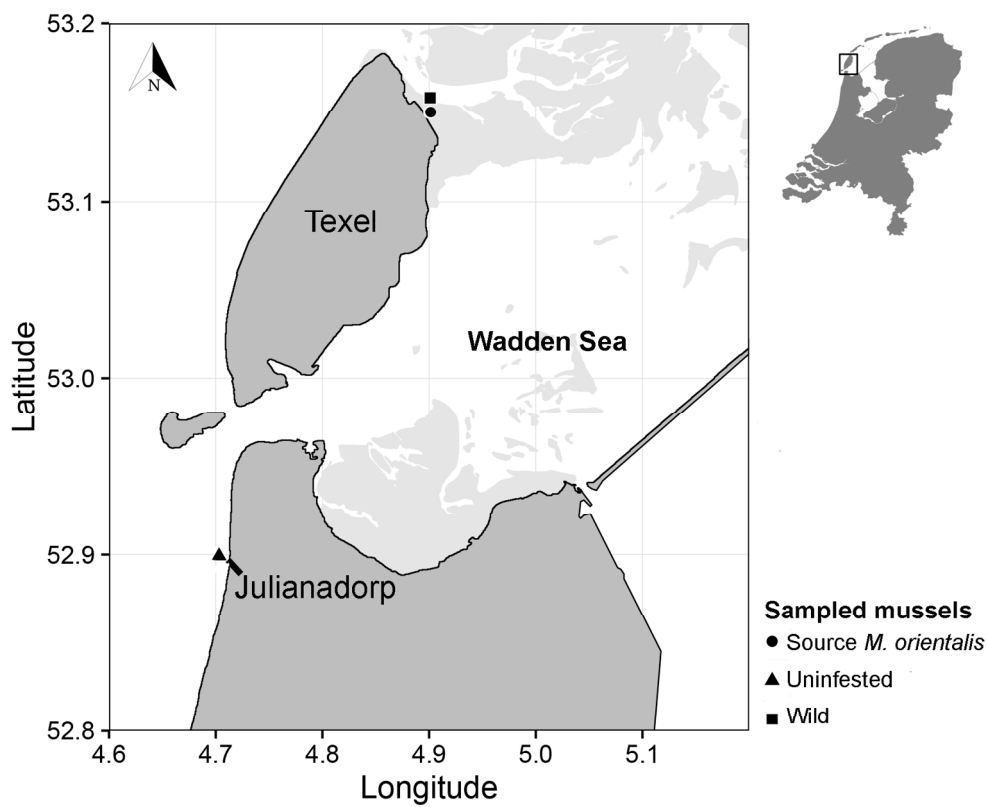 53.2
53.1
53.0
52.9
52.8
Latitude
N
Texel
Wadden Sea
Julianadorp
4.6 4.7 4.8 4.9 5.0 5.1
Longitude
Sampled mussels
Source M. orientalis
Uninfested
Wild